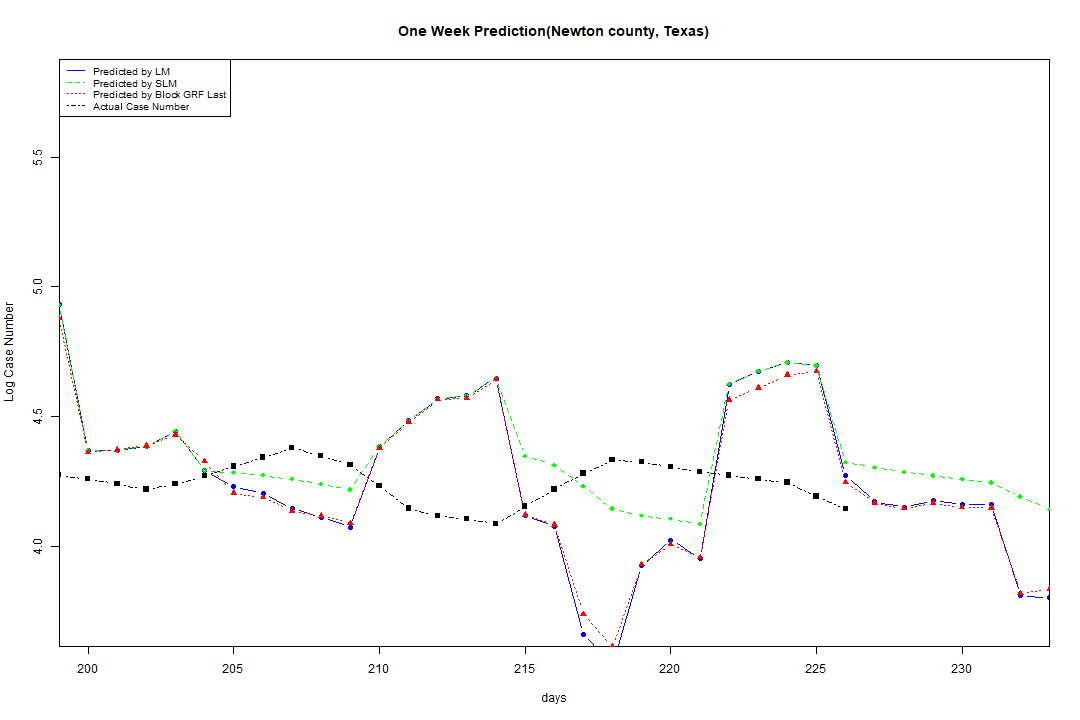 One Week Prediction(Newton county, Texas)
Predicted by LM
Predicted by SLM
Predicted by Block GRF Last
Actual Case Number
5.5
5.0
4.5
4.0
Log Case Number
200 205 210 215 220 225 230
days